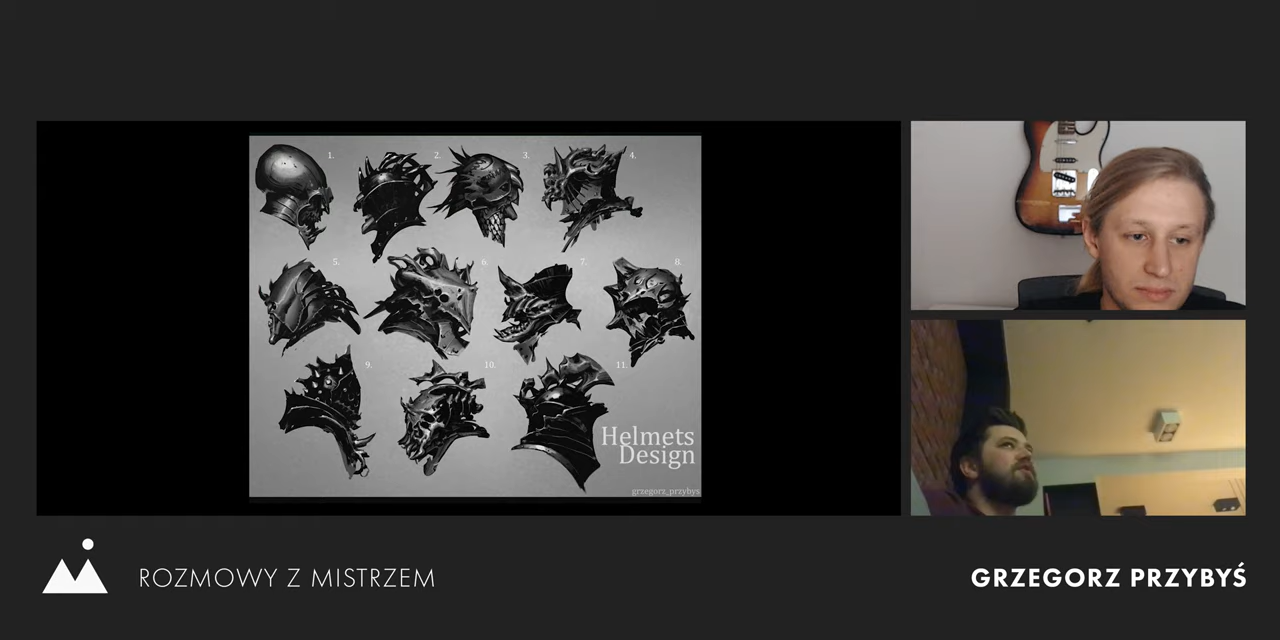 1.
2.
3.
4.
5.
6.
7.
8.
9.
10.
11.
Helmets
Design
grzegorz_przybys
ROZMOWY Z MISTRZEM
GRZEGORZ PRZYBYŚ